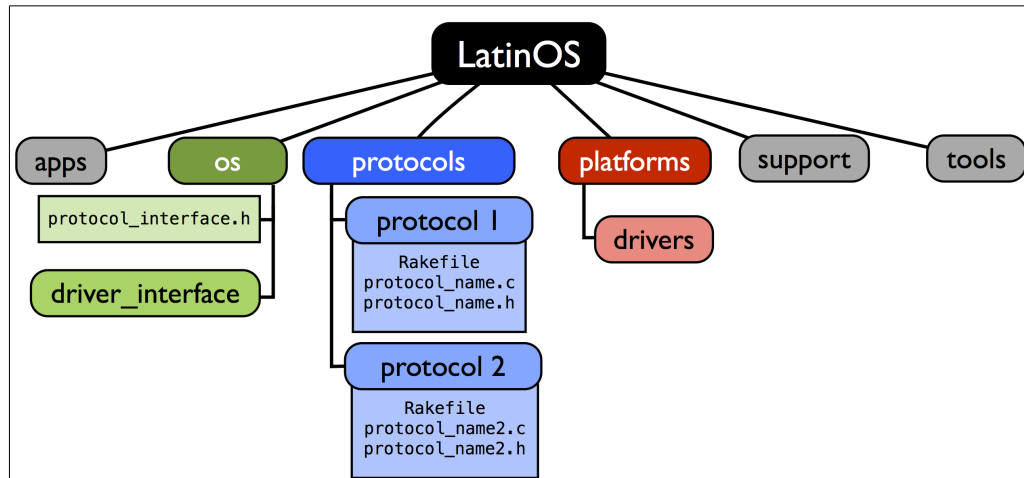 LatinOS
apps
os
protocols
platforms
support
tools
protocol_interface.h
driver_interface
protocol 1
Rakefile
protocol_name.c
protocol_name.h
protocol 2
Rakefile
protocol_name2.c
protocol_name2.h
drivers